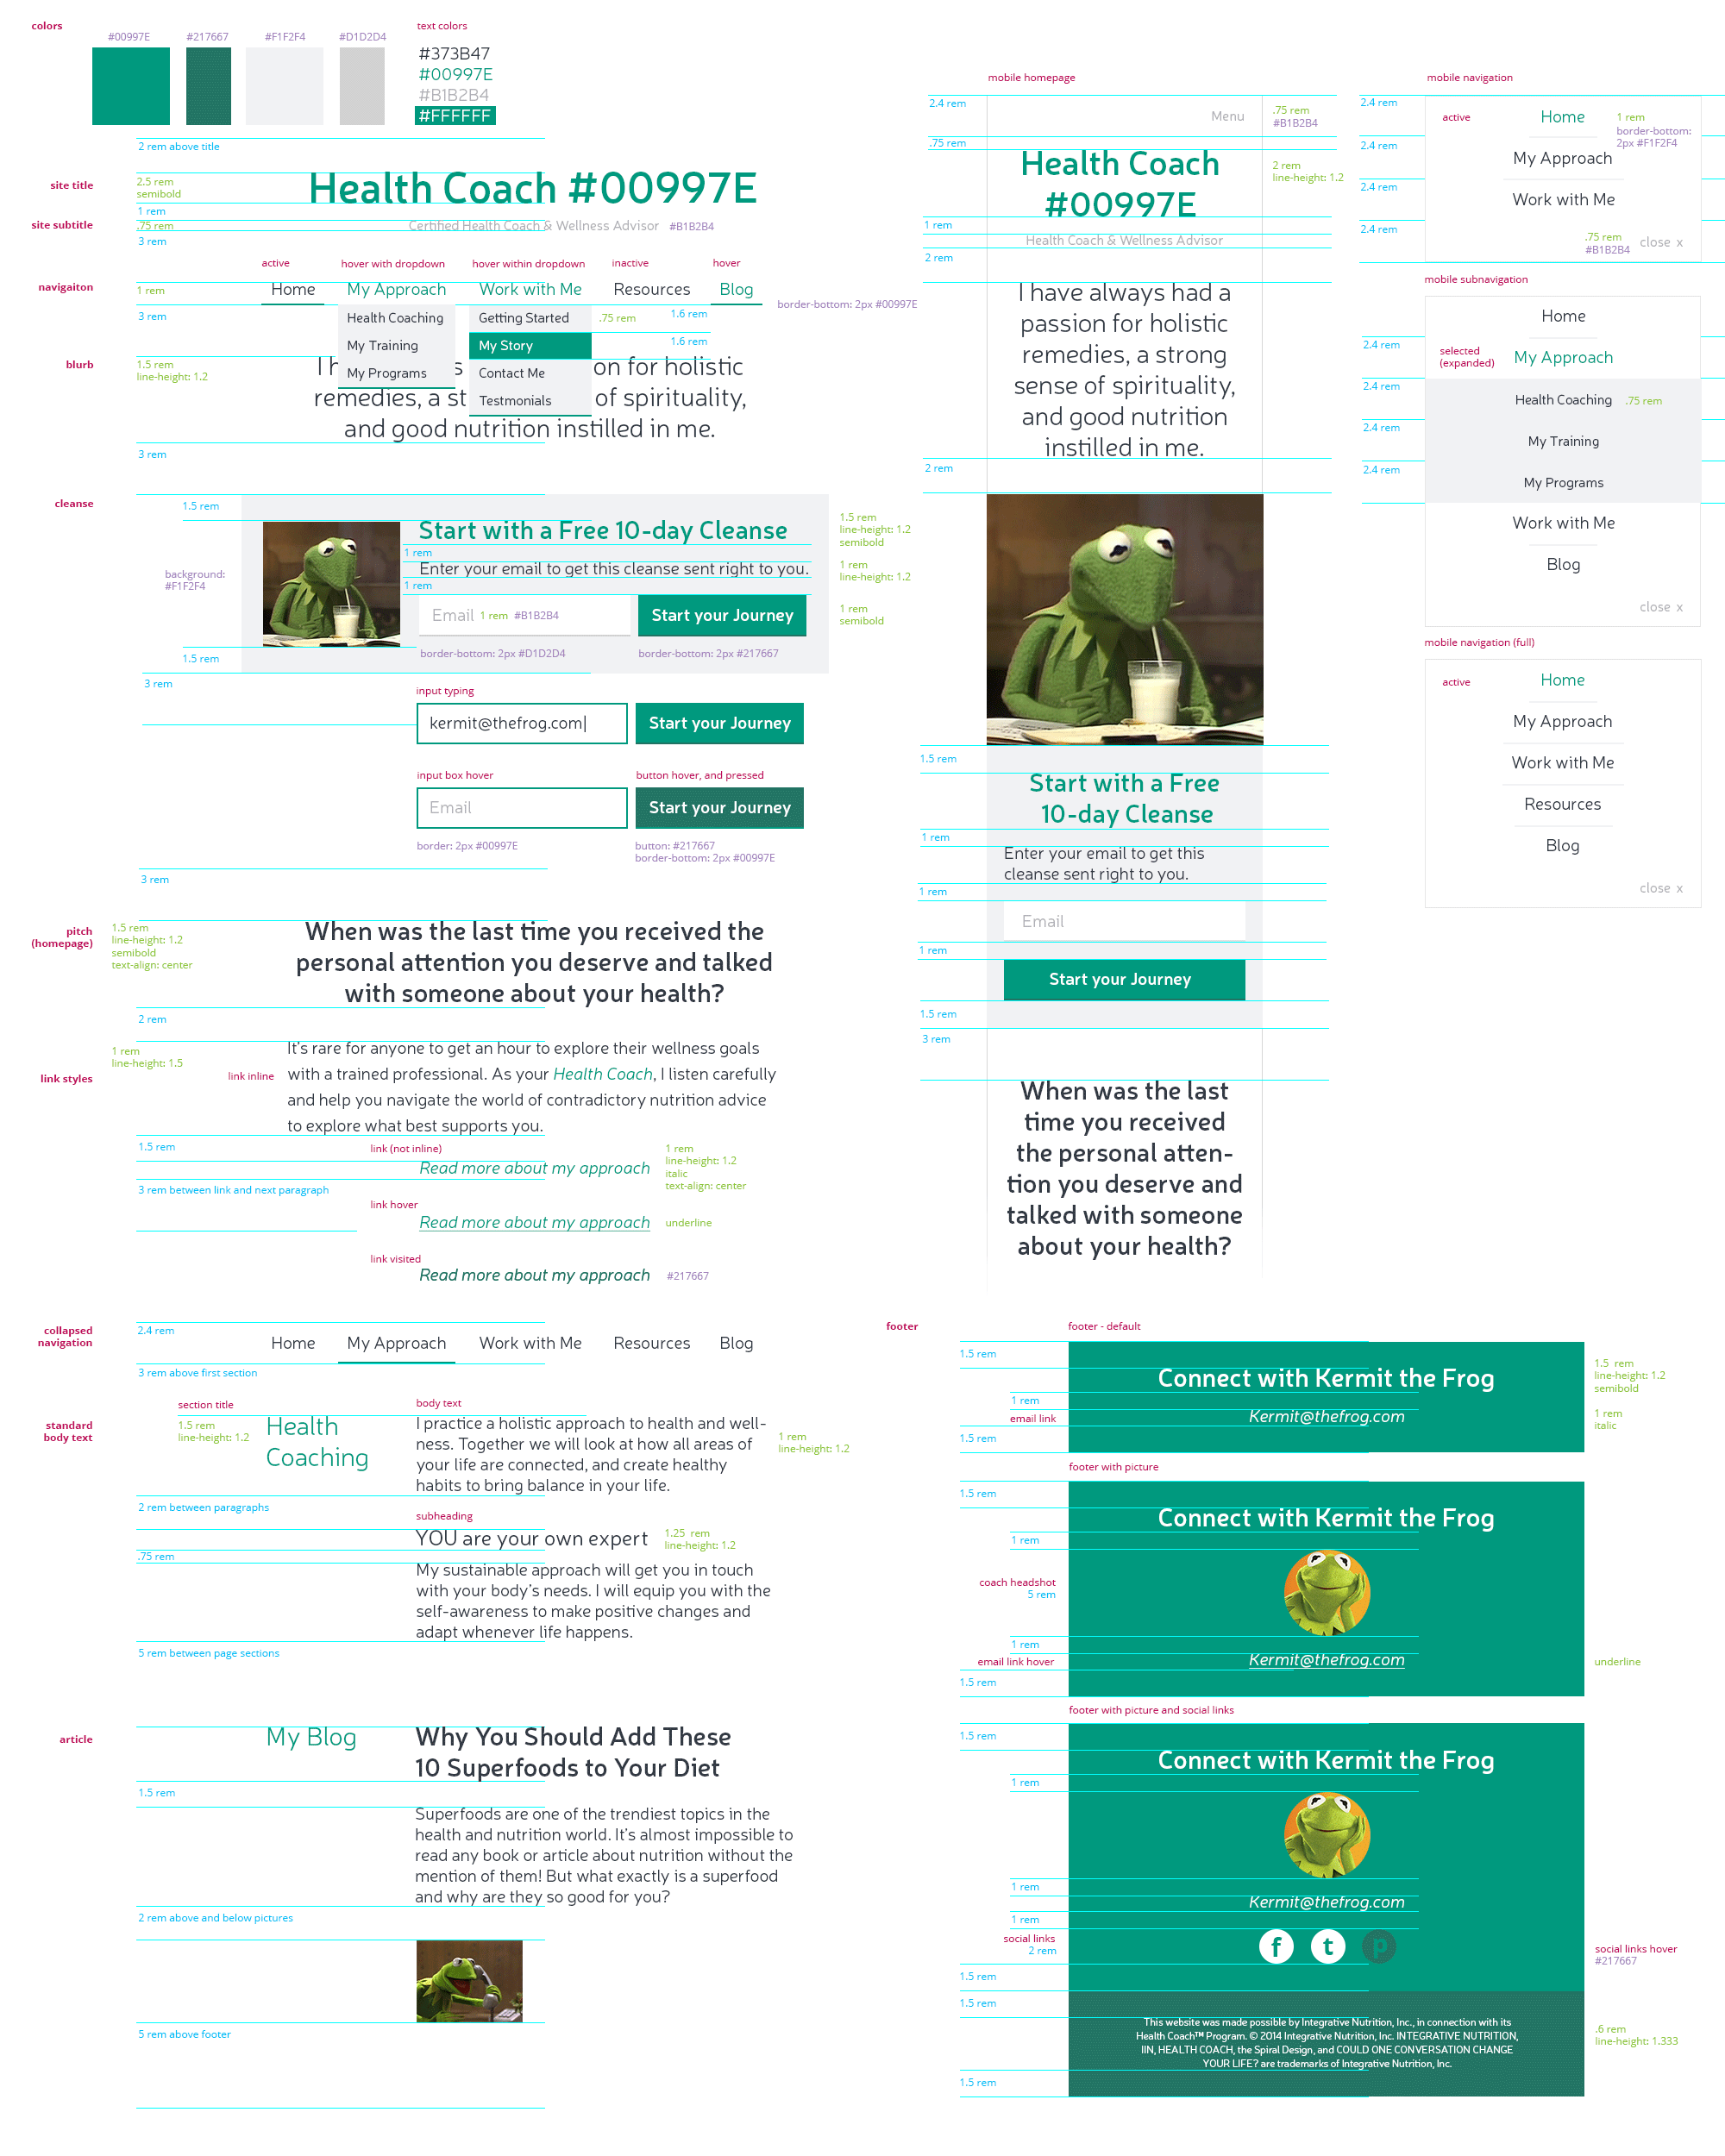 colors
#00997E
#217667
#F1F2F4
#D1D2D4
text colors
#373B47
#00997E
#B1B2B4
#FFFFFF
2 rem above title
site title
2.5 rem
semibold
Health Coach #00997E
1 rem
site subtitle
.75 rem
Certified Health Coach & Wellness Advisor
#B1B2B4
3 rem
active
hover with dropdown
hover within dropdown
inactive
hover
navigaiton
1 rem
Home
My Approach
Work with Me
Resources
Blog
border-bottom: 2px #00997E
3 rem
Health Coaching
My Training
My Programs
Getting Started
My Story
Contact Me
Testmonials
.75 rem
1.6 rem
1.6 rem
blurb
1.5 rem
line-height: 1.2
I h s on for holistic
remedies, a st of spirituality,
and good nutrition instilled in me.
3 rem
cleanse
1.5 rem
Start with a Free 10-day Cleanse
1.5 rem
line-height: 1.2
semibold
1 rem
Enter your email to get this cleanse sent right to you.
1 rem
line-height: 1.2
background:
#F1F2F4
1 rem
Email
1 rem
#B1B2B4
Start your Journey
1 rem
semibold
border-bottom: 2px #D1D2D4
border-bottom: 2px #217667
1.5 rem
3 rem
input typing
kermit@thefrog.com|
Start your Journey
input box hover
button hover, and pressed
Email
Start your Journey
border: 2px #00997E
button: #217667
border-bottom: 2px #00997E
3 rem
pitch
(homepage)
1.5 rem
line-height: 1.2
semibold
text-align: center
When was the last time you received the
personal attention you deserve and talked
with someone about your health?
2 rem
1 rem
line-height: 1.5
link styles
link inline
It's rare for anyone to get an hour to explore their wellness goals
with a trained professional. As your Health Coach, I listen carefully
and help you navigate the world of contradictory nutrition advice
to explore what best supports you.
1.5 rem
link (not inline)
Read more about my approach
1 rem
line-height: 1.2
italic
text-align: center
3 rem between link and next paragraph
link hover
Read more about my approach
underline
link visited
Read more about my approach
#217667
collapsed
navigation
2.4 rem
Home
My Approach
Work with Me
Resources
Blog
3 rem above first section
section title
body text
standard
body text
1.5 rem
line-height: 1.2
Health
Coaching
I practice a holistic approach to health and well-
ness. Together we will look at how all areas of
your life are connected, and create healthy
habits to bring balance in your life.
1 rem
line-height: 1.2
2 rem between paragraphs
subheading
YOU are your own expert
1.25 rem
line-height: 1.2
.75 rem
My sustainable approach will get you in touch
with your body's needs. I will equip you with the
self-awareness to make positive changes and
adapt whenever life happens.
5 rem between page sections
article
My Blog
Why You Should Add These
10 Superfoods to Your Diet
1.5 rem
Superfoods are one of the trendiest topics in the
health and nutrition world. It's almost impossible to
read any book or article about nutrition without the
mention of them! But what exactly is a superfood
and why are they so good for you?
2 rem above and below pictures
5 rem above footer
mobile homepage
2.4 rem
Menu
.75 rem
#B1B2B4
.75 rem
Health Coach
#00997E
2 rem
line-height: 1.2
1 rem
Health Coach & Wellness Advisor
2 rem
I have always had a
passion for holistic
remedies, a strong
sense of spirituality,
and good nutrition
instilled in me.
2 rem
1.5 rem
Start with a Free
10-day Cleanse
1 rem
Enter your email to get this
cleanse sent right to you.
1 rem
Email
1 rem
Start your Journey
1.5 rem
3 rem
When was the last
time you received
the personal atten-
tion you deserve and
talked with someone
about your health?
mobile navigation
2.4 rem
active
Home
1 rem
border-bottom:
2px #F1F2F4
2.4 rem
My Approach
2.4 rem
Work with Me
2.4 rem
.75 rem
#B1B2B4
close x
mobile subnavigation
Home
2.4 rem
selected
(expanded)
My Approach
2.4 rem
Health Coaching
.75 rem
2.4 rem
My Training
2.4 rem
My Programs
Work with Me
Blog
close x
mobile navigation (full)
active
Home
My Approach
Work with Me
Resources
Blog
close x
footer
footer - default
1.5 rem
Connect with Kermit the Frog
1.5 rem
line-height: 1.2
semibold
1 rem
email link
Kermit@thefrog.com
1 rem
italic
1.5 rem
footer with picture
1.5 rem
Connect with Kermit the Frog
1 rem
coach headshot
5 rem
1 rem
email link hover
Kermit@thefrog.com
underline
1.5 rem
footer with picture and social links
1.5 rem
Connect with Kermit the Frog
1 rem
1 rem
Kermit@thefrog.com
1 rem
social links
2 rem
f t p
social links hover
#217667
1.5 rem
1.5 rem
This website was made possible by Integrative Nutrition, Inc., in connection with its
Health Coach™ Program. © 2014 Integrative Nutrition, Inc. INTEGRATIVE NUTRITION,
IIN, HEALTH COACH, the Spiral Design, and COULD ONE CONVERSATION CHANGE
YOUR LIFE? are trademarks of Integrative Nutrition, Inc.
.6 rem
line-height: 1.333
1.5 rem